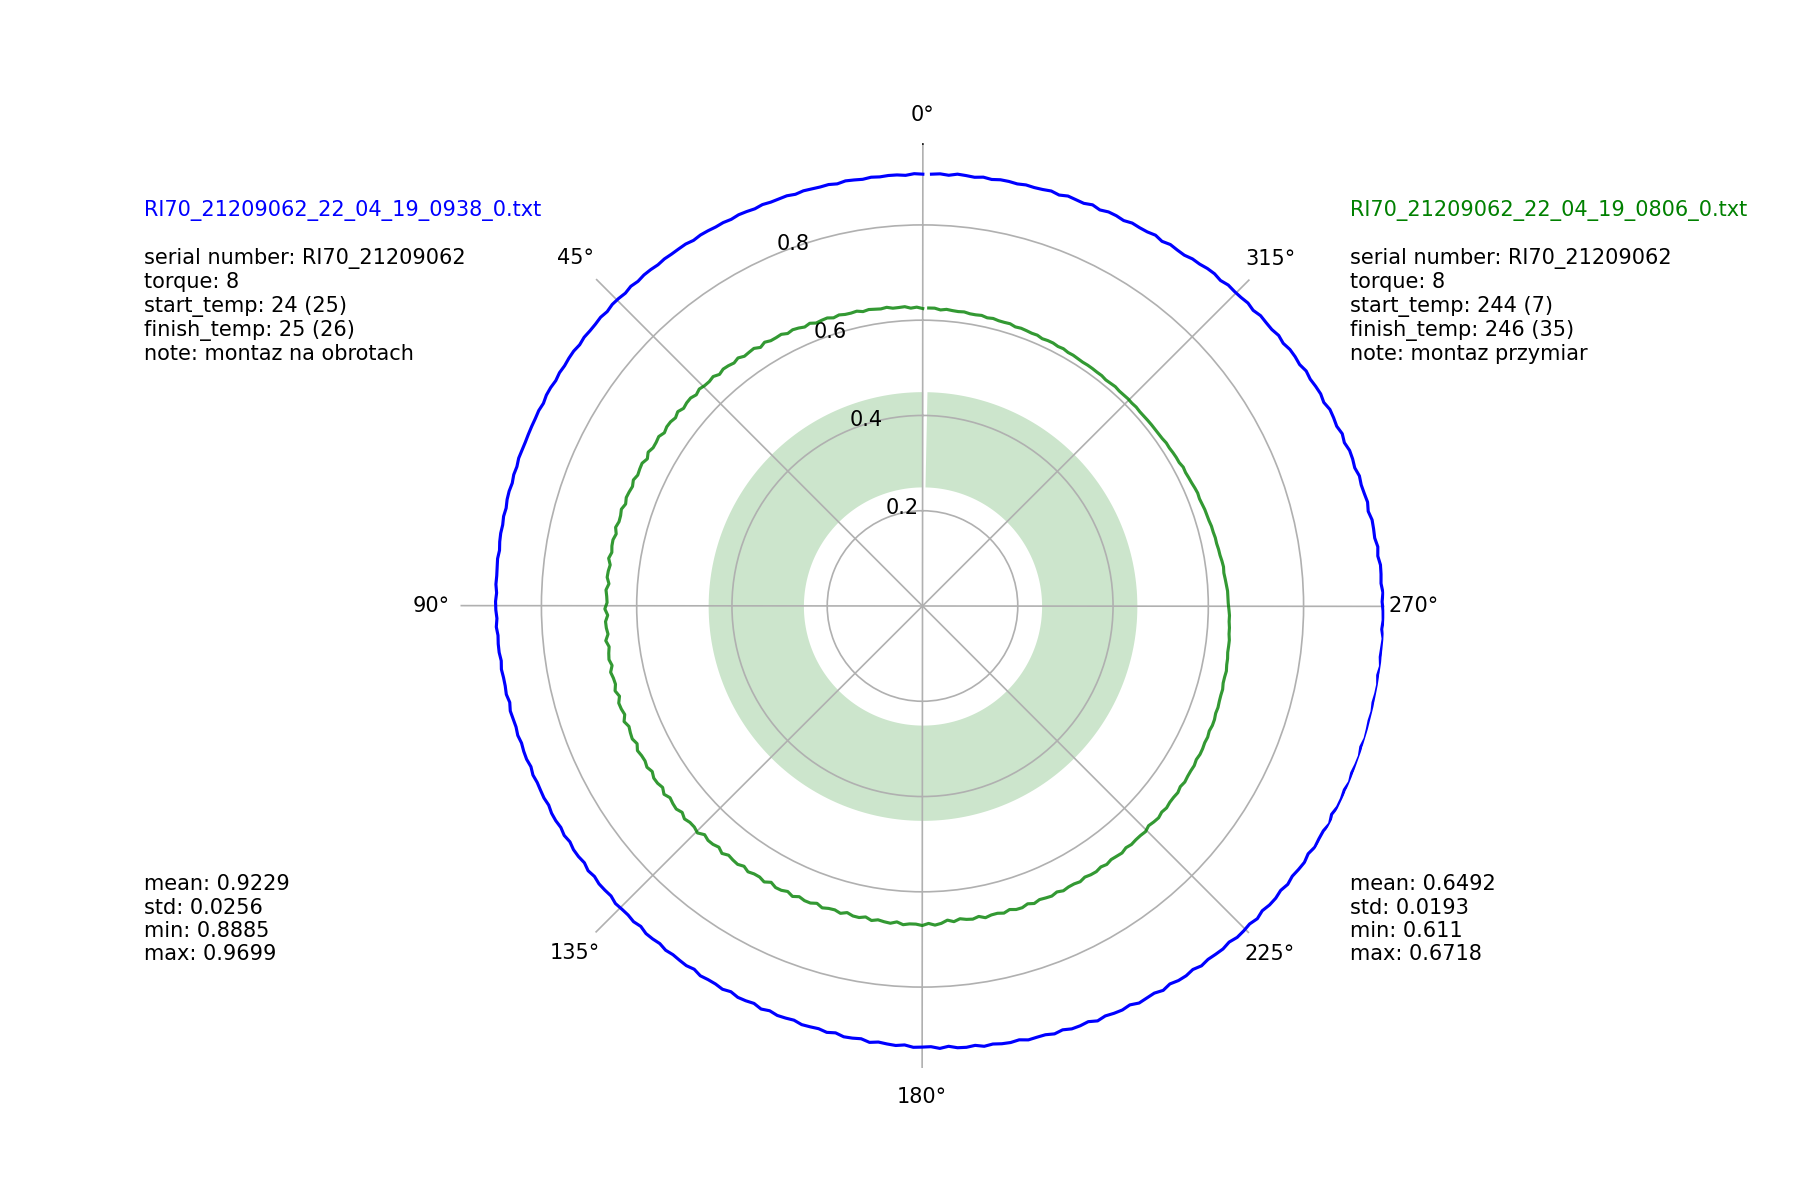 0°
RI70_21209062_22_04_19_0938_0.txt
serial number: RI70_21209062
torque: 8
start_temp: 24 (25)
finish_temp: 25 (26)
note: montaz na obrotach
RI70_21209062_22_04_19_0806_0.txt
serial number: RI70_21209062
torque: 8
start_temp: 244 (7)
finish_temp: 246 (35)
note: montaz przymiar
45°
315°
0.8
0.6
0.4
0.2
90°
270°
mean: 0.9229
std: 0.0256
min: 0.8885
max: 0.9699
mean: 0.6492
std: 0.0193
min: 0.611
max: 0.6718
135°
225°
180°